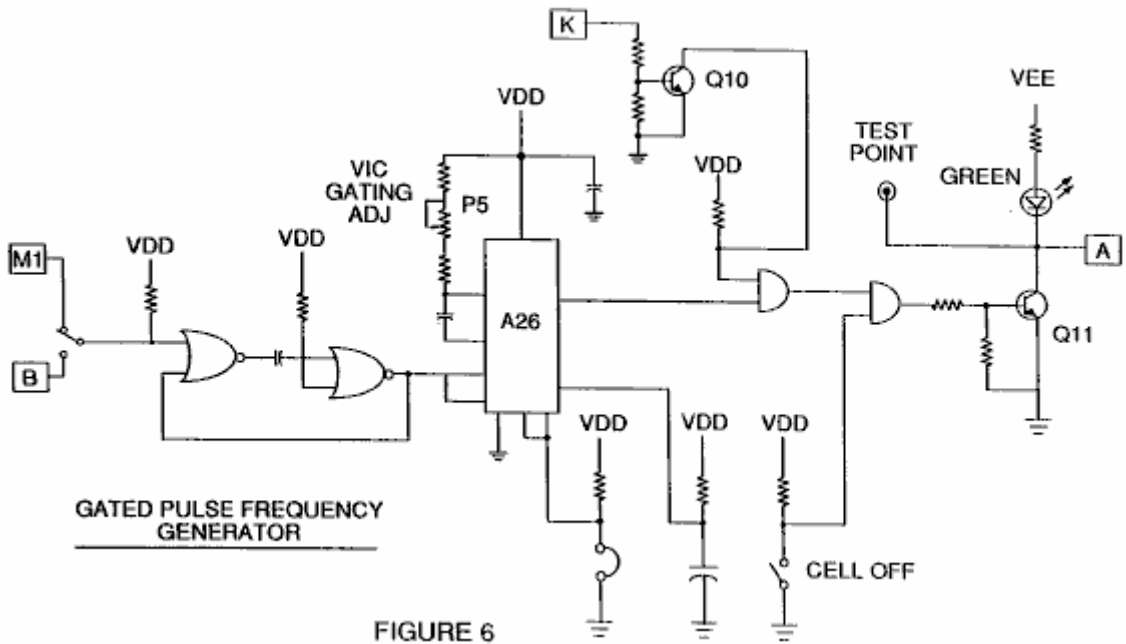 K
Q10
VDD
VEE
TEST
POINT
VIC
GATING
ADJ
P5
VDD
GREEN
M1
VDD
VDD
A
A26
Q11
B
VDD
VDD
VDD
GATED PULSE FREQUENCY
GENERATOR
CELL OFF
FIGURE 6